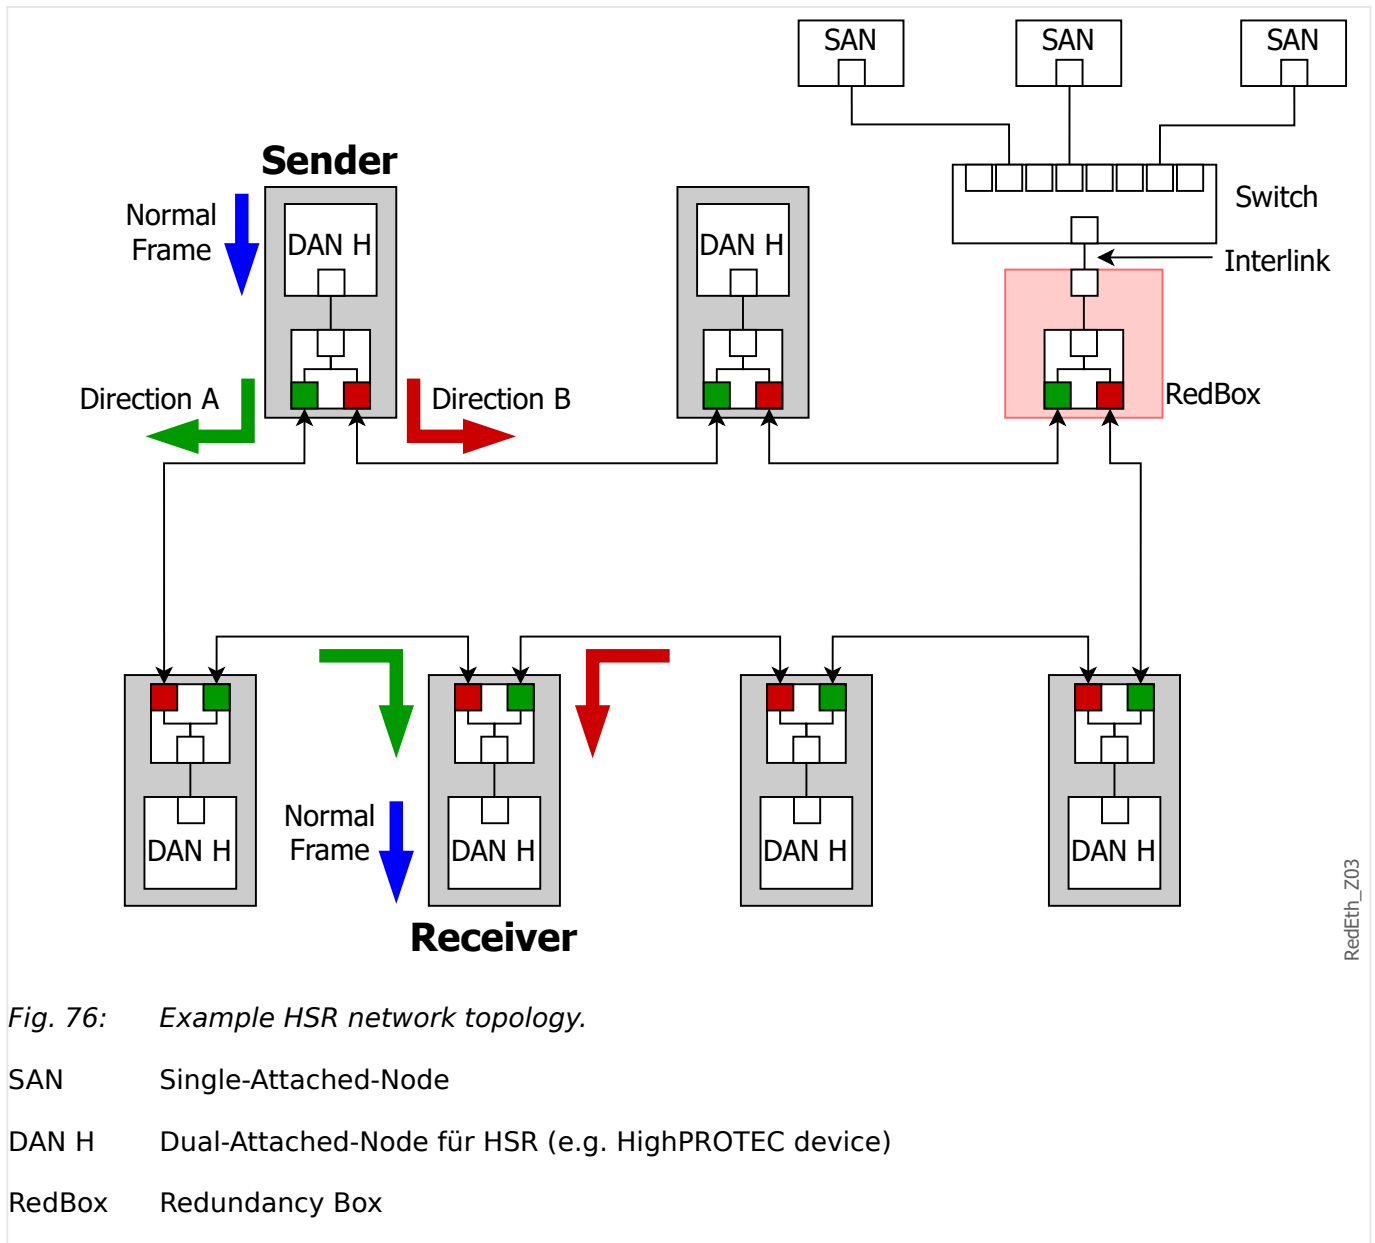 SAN SAN SAN
Sender
Normal
Frame
DAN H
DAN H
Switch
Interlink
Direction A
Direction B
RedBox
Normal
Frame
DAN H
DAN H
DAN H
DAN H
Receiver
RedEth_Z03
Fig. 76: Example HSR network topology.
SAN Single-Attached-Node
DAN H Dual-Attached-Node für HSR (e.g. HighPROTEC device)
RedBox Redundancy Box